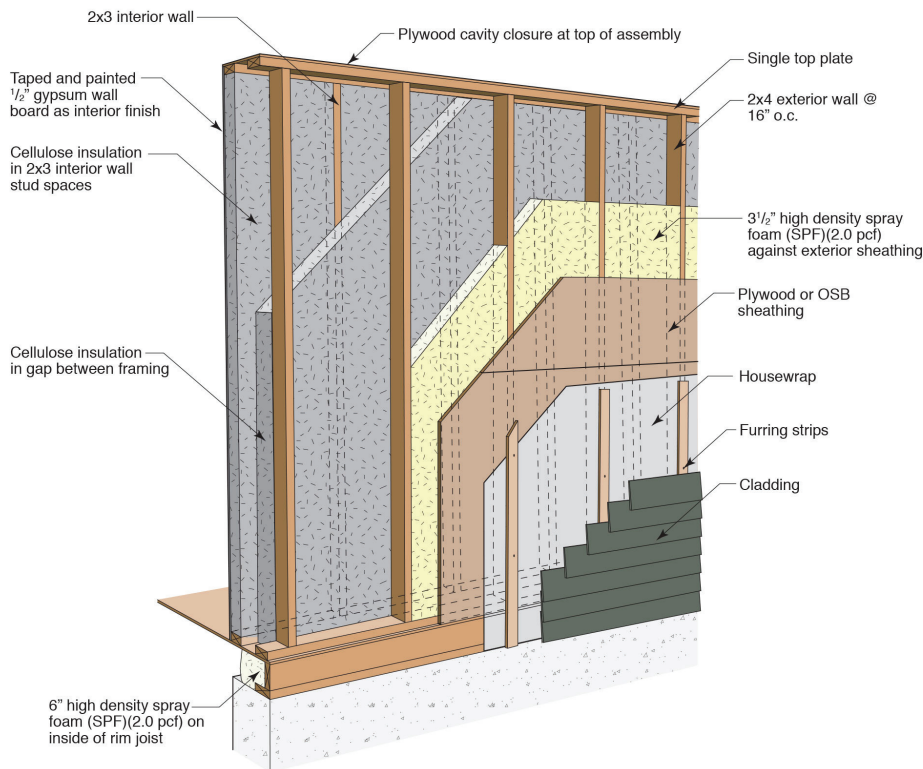 2x3 interior wall
Plywood cavity closure at top of assembly
Single top plate
Taped and painted
1/2" gypsum wall
board as interior finish
2x4 exterior wall @
16" o.c.
Cellulose insulation
in 2x3 interior wall
stud spaces
3 1/2" high density spray
foam (SPF)(2.0 pcf)
against exterior sheathing
Plywood or OSB
sheathing
Cellulose insulation
in gap between framing
Housewrap
Furring strips
Cladding
6" high density spray
foam (SPF)(2.0 pcf) on
inside of rim joist